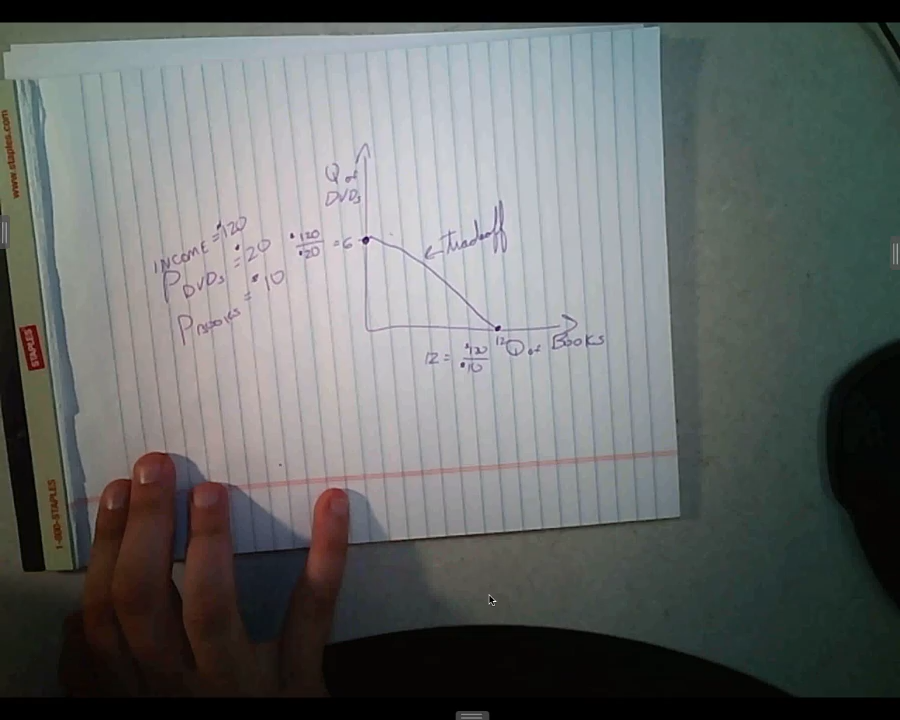 www.staples.com
STAPLES
1-800-STAPLES
INCOME = $120
PDVDs = $20
PBOOKS = $10
Q of
DVDs
$120
$20
= 6
← tradeoff
12
12 =
$120
$10
Q of Books